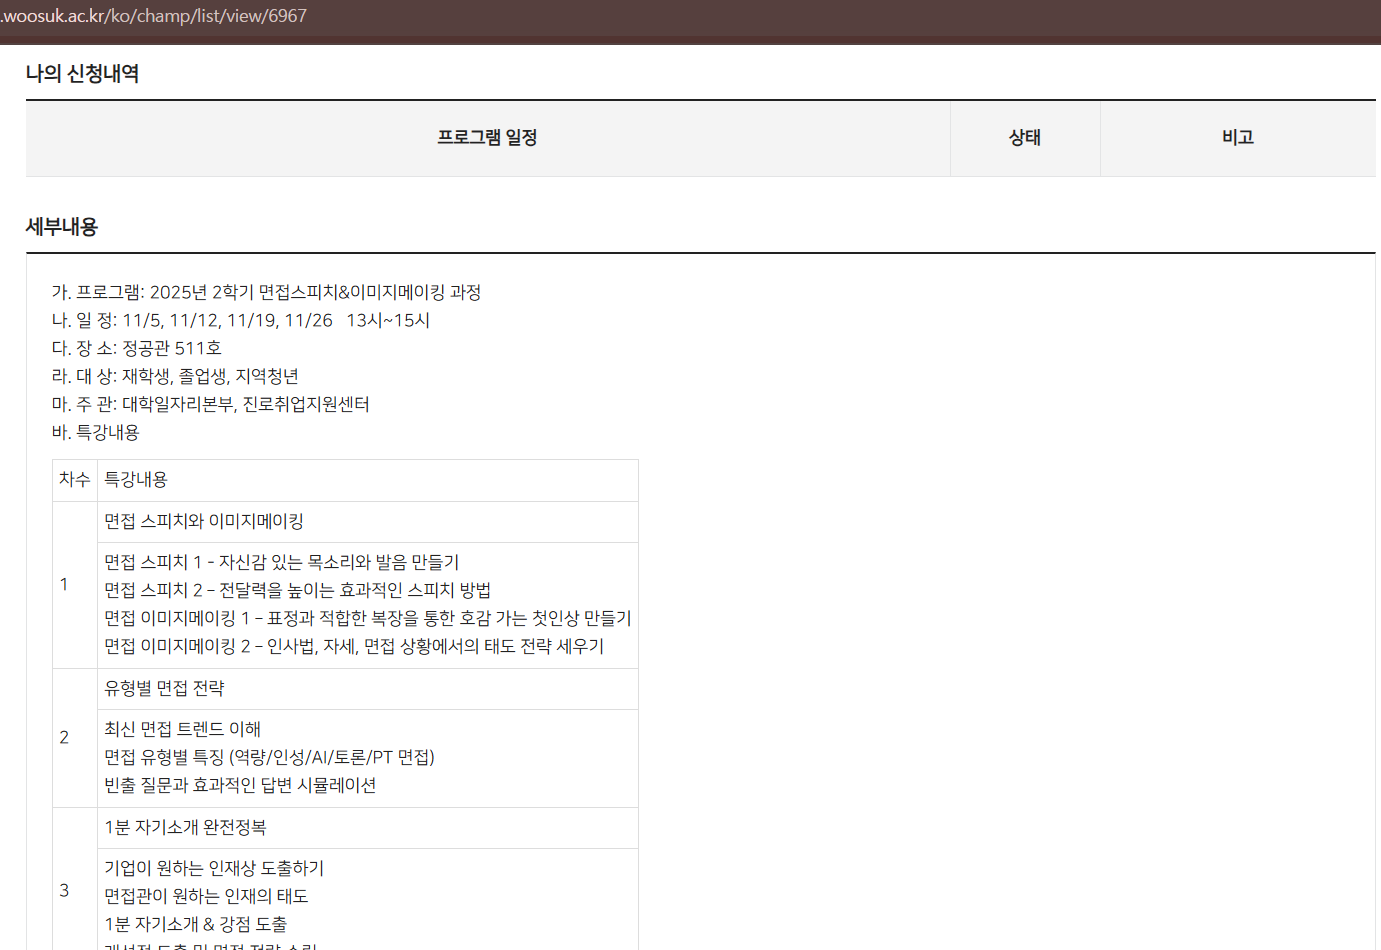 .woosuk.ac.kr/ko/champ/list/view/6967
나의 신청내역
프로그램 일정 상태 비고
세부내용
가. 프로그램: 2025년 2학기 면접스피치&이미지메이킹 과정
나. 일 정: 11/5, 11/12, 11/19, 11/26 13시~15시
다. 장 소: 정공관 511호
라. 대 상: 재학생, 졸업생, 지역청년
마. 주 관: 대학일자리본부, 진로취업지원센터
바. 특강내용
차수 특강내용
1
면접 스피치와 이미지메이킹
면접 스피치 1 - 자신감 있는 목소리와 발음 만들기
면접 스피치 2 – 전달력을 높이는 효과적인 스피치 방법
면접 이미지메이킹 1 – 표정과 적합한 복장을 통한 호감 가는 첫인상 만들기
면접 이미지메이킹 2 – 인사법, 자세, 면접 상황에서의 태도 전략 세우기
2
유형별 면접 전략
최신 면접 트렌드 이해
면접 유형별 특징 (역량/인성/AI/토론/PT 면접)
빈출 질문과 효과적인 답변 시뮬레이션
3
1분 자기소개 완전정복
기업이 원하는 인재상 도출하기
면접관이 원하는 인재의 태도
1분 자기소개 & 강점 도출